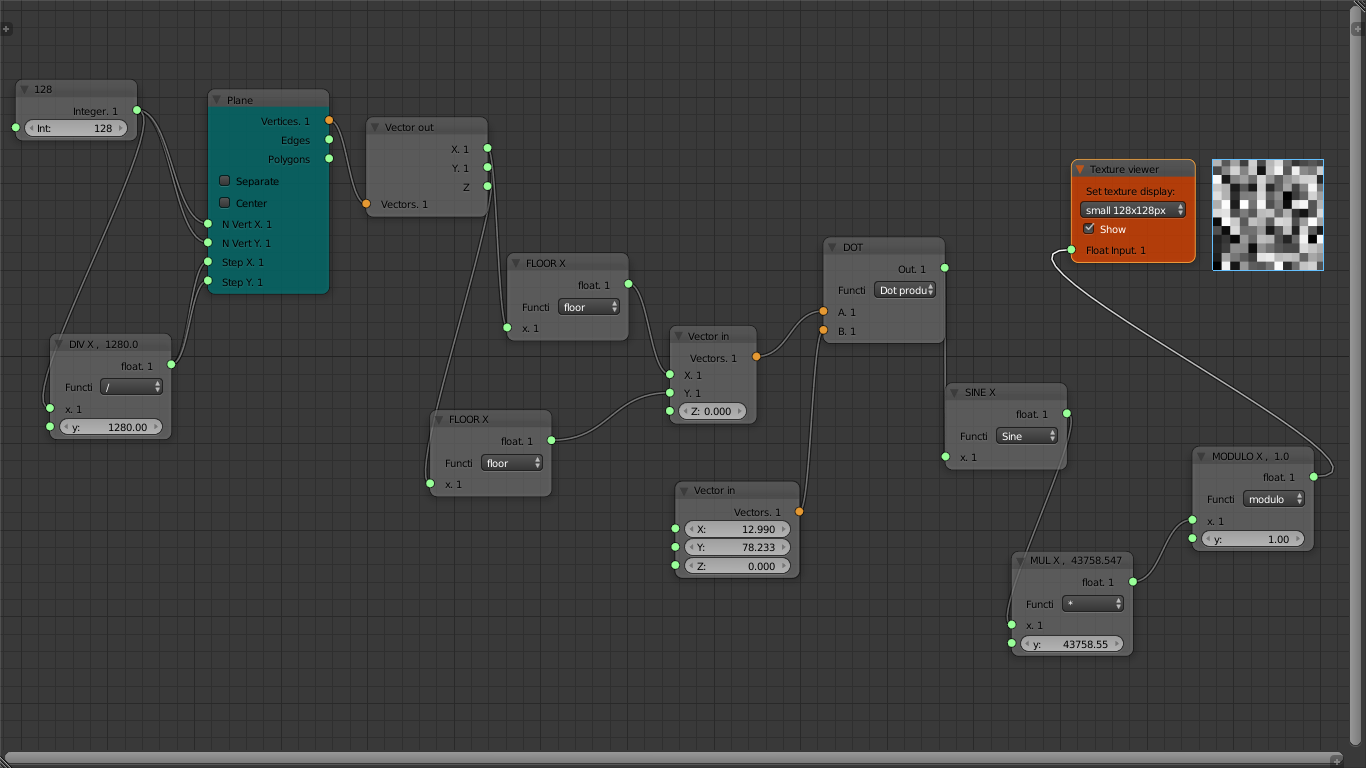 128
Integer. 1
Int: 128
Plane
Vertices. 1
Edges
Polygons
Separate
Center
N Vert X. 1
N Vert Y. 1
Step X. 1
Step Y. 1
Vector out
X. 1
Y. 1
Z
Vectors. 1
DIV X , 1280.0
float. 1
Functi /
x. 1
y: 1280.00
FLOOR X
float. 1
Functi floor
x. 1
FLOOR X
float. 1
Functi floor
x. 1
Vector in
Vectors. 1
X. 1
Y. 1
Z: 0.000
Vector in
Vectors. 1
X: 12.990
Y: 78.233
Z: 0.000
DOT
Out. 1
Functi Dot produ
A. 1
B. 1
SINE X
float. 1
Functi Sine
x. 1
MUL X , 43758.547
float. 1
Functi *
x. 1
y: 43758.55
MODULO X , 1.0
float. 1
Functi modulo
x. 1
y: 1.00
Texture viewer
Set texture display:
small 128x128px
Show
Float Input. 1